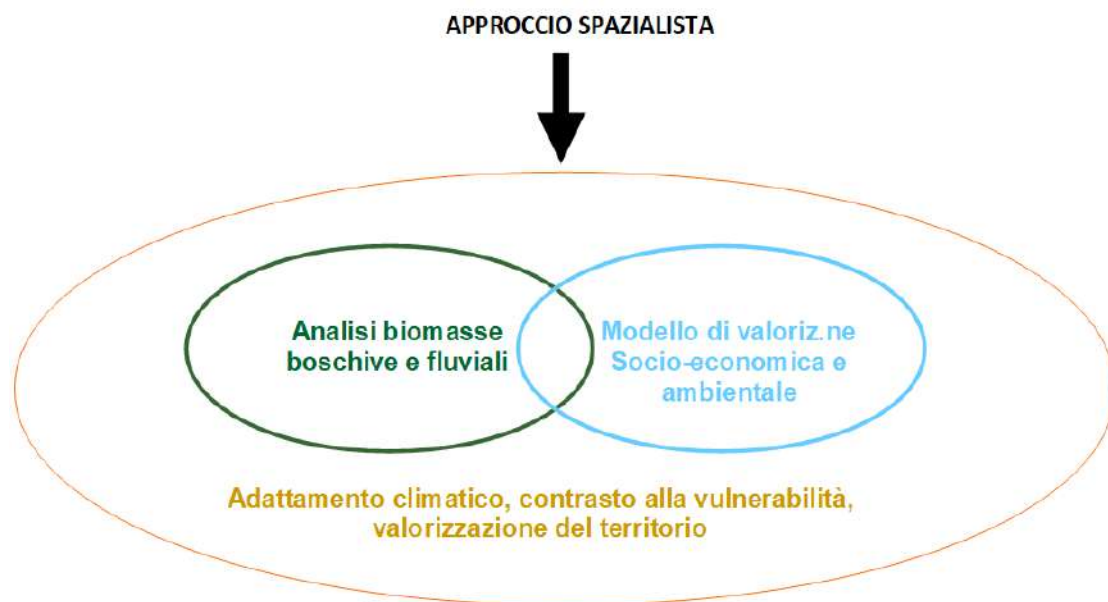 APPROCCIO SPAZIALISTA
Analisi biomasse
boschive e fluviali
Modello di valoriz.ne
Socio-economica e
ambientale
Adattamento climatico, contrasto alla vulnerabilità,
valorizzazione del territorio